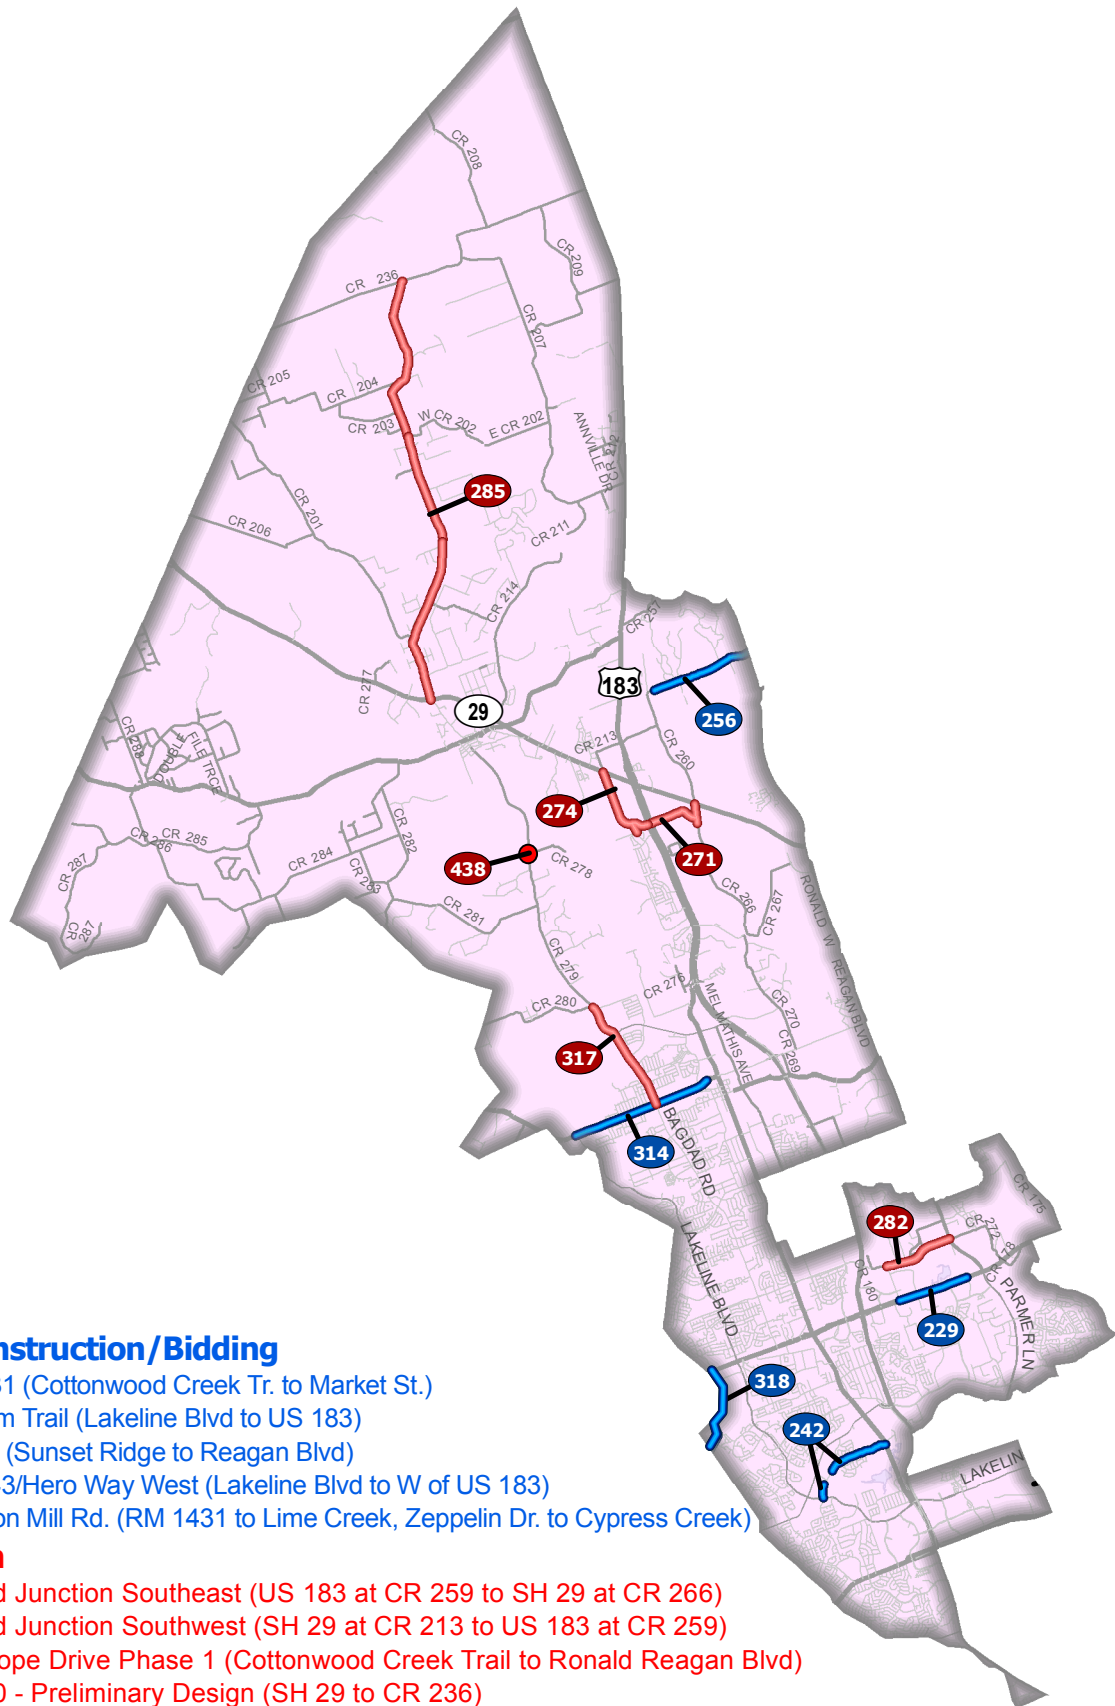 CR 208
CR 209
CR 236
CR 207
CR 205
CR 204
CR 203
W CR 202
E CR 202
ANNVILLE DR
CR 212
285
CR 201
CR 206
CR 211
CR 214
CR 257
CR 277
183
29
256
CR 288
DOUBLE
FILE TRCE
CR 213
CR 260
274
CR 282
CR 285
CR 286
CR 287
CR 284
CR 283
438
CR 278
271
CR 266
CR 267
RONALD W REAGAN BLVD
CR 287
CR 281
CR 279
CR 276
CR 280
MEL MATHIS AVE
CR 270
CR 269
317
314
BAGDAD RD
CR 175
282
CR 272
CR 178
CR 180
LAKELINE BLVD
PARMER LN
229
318
242
LAKELIN
nstruction/Bidding
31 (Cottonwood Creek Tr. to Market St.)
m Trail (Lakeline Blvd to US 183)
(Sunset Ridge to Reagan Blvd)
43/Hero Way West (Lakeline Blvd to W of US 183)
on Mill Rd. (RM 1431 to Lime Creek, Zeppelin Dr. to Cypress Creek)
n
d Junction Southeast (US 183 at CR 259 to SH 29 at CR 266)
d Junction Southwest (SH 29 at CR 213 to US 183 at CR 259)
ope Drive Phase 1 (Cottonwood Creek Trail to Ronald Reagan Blvd)
0 - Preliminary Design (SH 29 to CR 236)